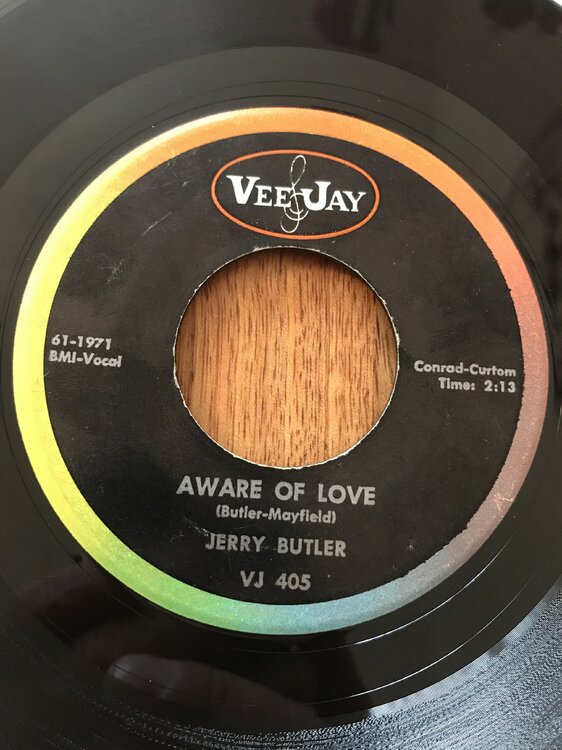 VEE JAY
61-1971
BMI-Vocal
Conrad-Curtom
Time: 2:13
AWARE OF LOVE
(Butler-Mayfield)
JERRY BUTLER
VJ 405